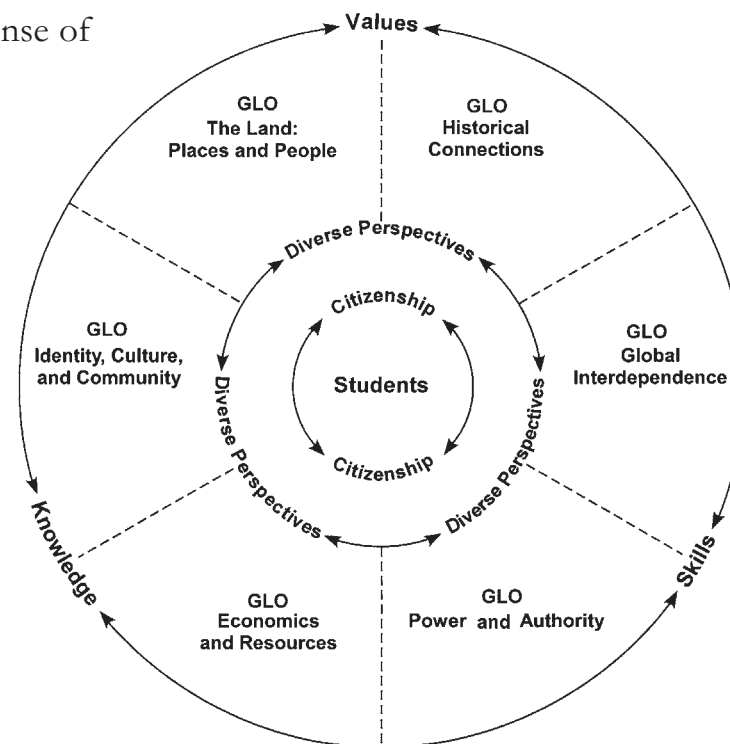 nse of
Values
GLO
The Land:
Places and People
GLO
Historical
Connections
Diverse Perspectives
GLO
Identity, Culture,
and Community
Citizenship
Students
Citizenship
GLO
Global
Interdependence
Diverse Perspectives
Diverse Perspectives
Knowledge
Skills
GLO
Economics
and Resources
GLO
Power and Authority